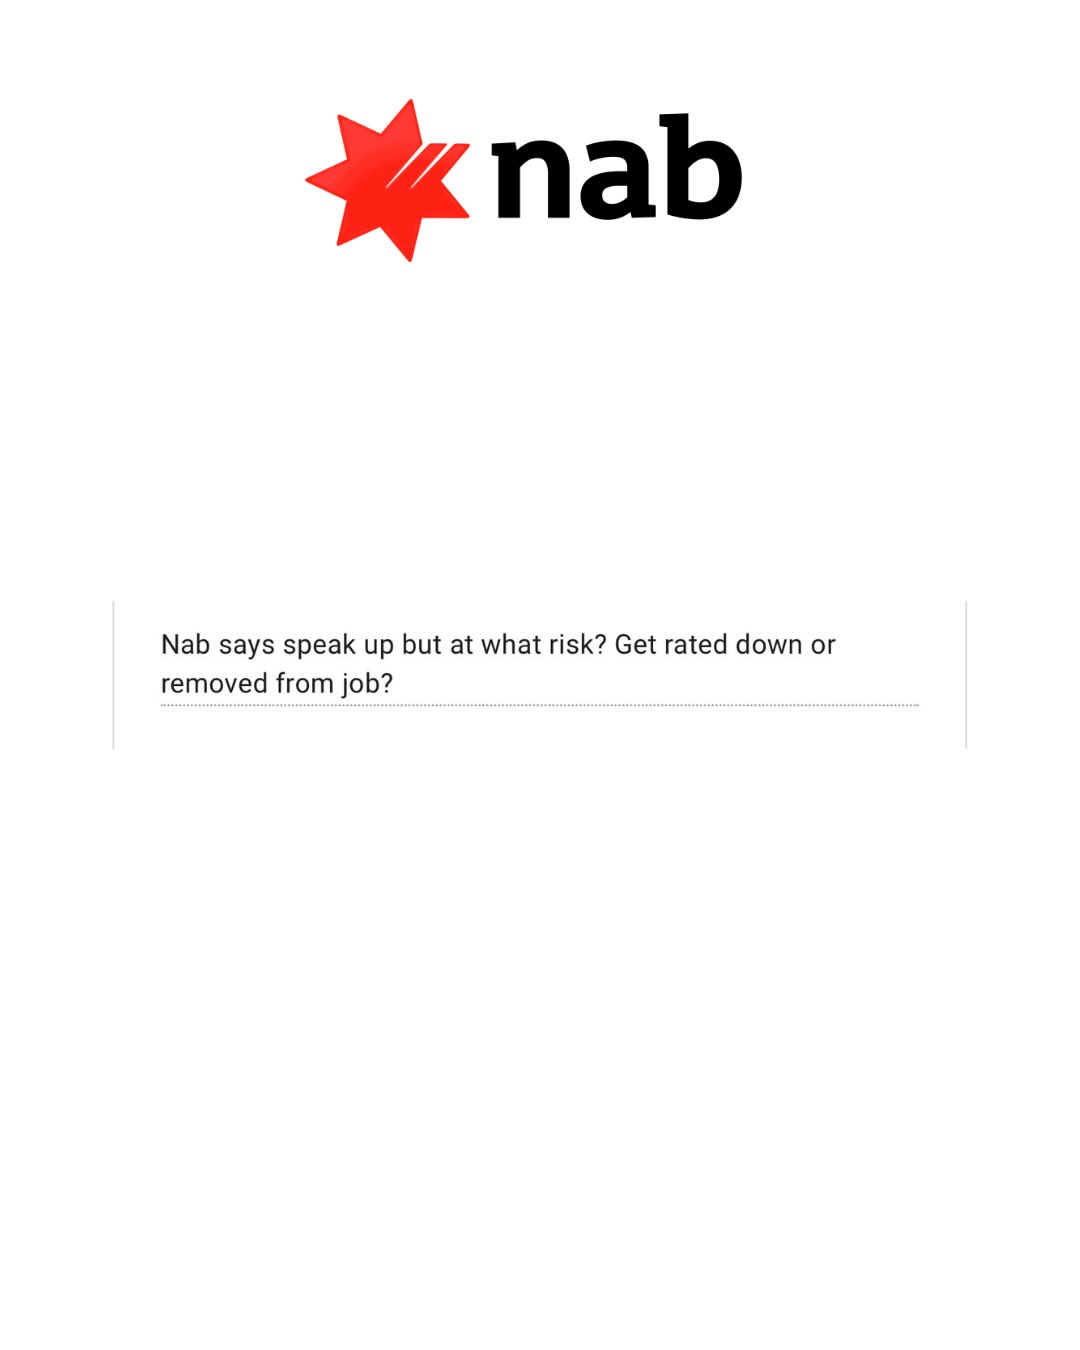 nab
Nab says speak up but at what risk? Get rated down or
removed from job?